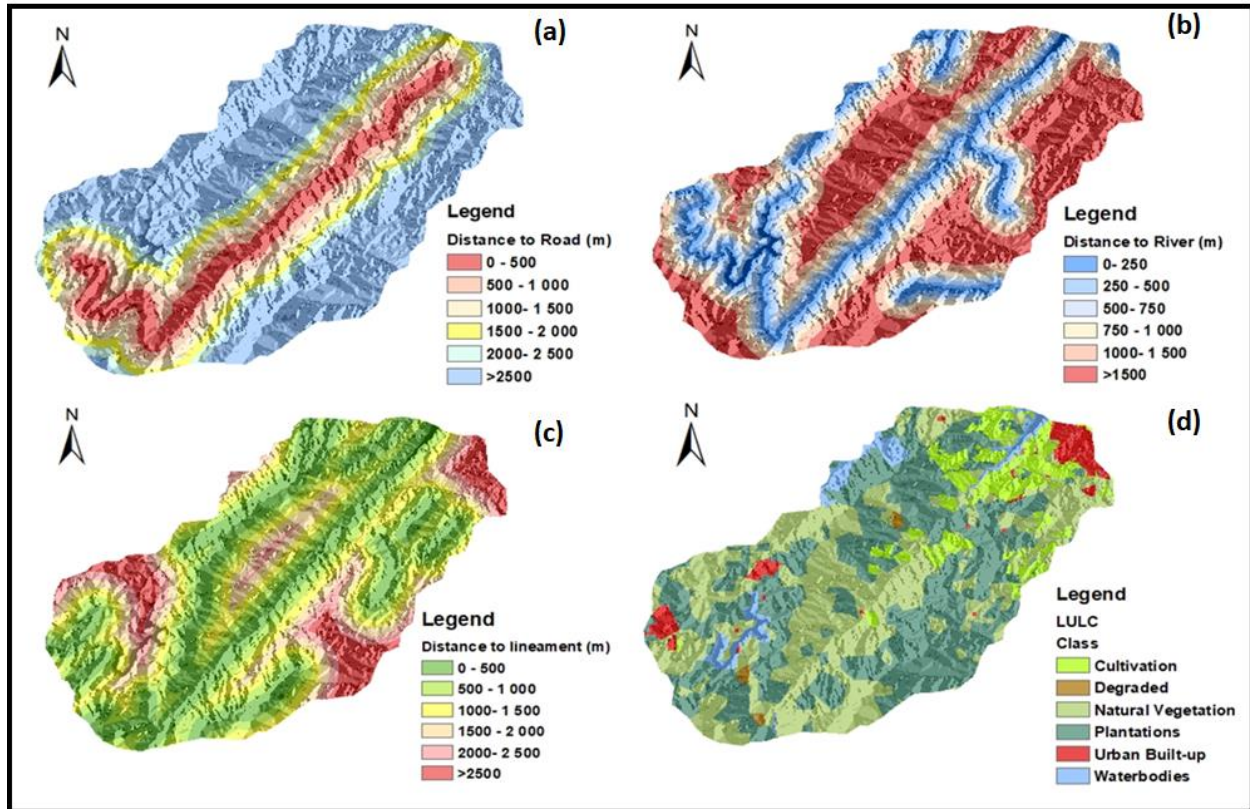 N
(a)
Legend
Distance to Road (m)
0 - 500
500 - 1 000
1000- 1 500
1500 - 2 000
2000- 2 500
>2500
N
(b)
Legend
Distance to River (m)
0- 250
250 - 500
500-750
750 - 1 000
1000- 1 500
>1500
N
(c)
Legend
Distance to lineament (m)
0 - 500
500 - 1 000
1000- 1 500
1500 - 2 000
2000- 2 500
>2500
N
(d)
Legend
LULC
Class
Cultivation
Degraded
Natural Vegetation
Plantations
Urban Built-up
Waterbodies